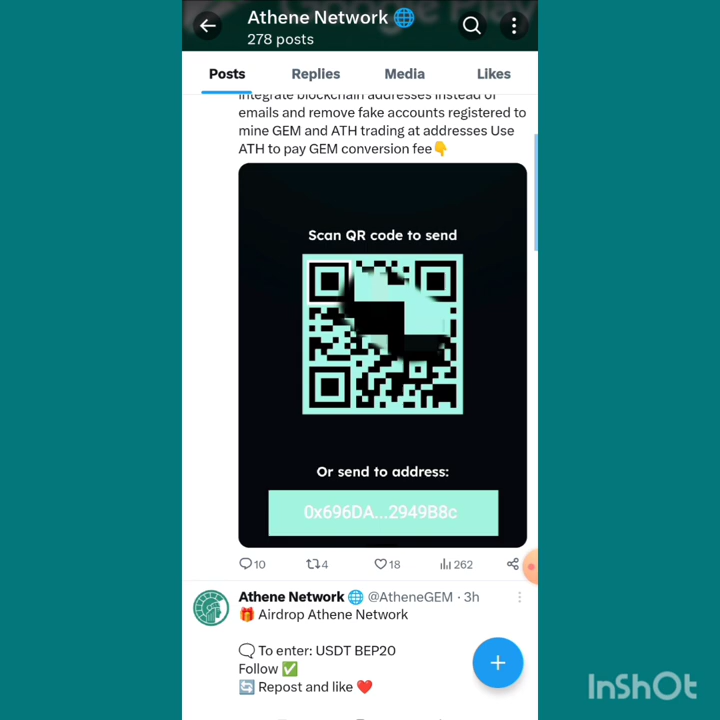 Athene Network 🌐
278 posts
Posts Replies Media Likes
integrate blockchain addresses instead of
emails and remove fake accounts registered to
mine GEM and ATH trading at addresses Use
ATH to pay GEM conversion fee👇
Scan QR code to send
Or send to address:
0x696DA...2949B8c
10 4 18 262
Athene Network 🌐 @AtheneGEM · 3h
🎁 Airdrop Athene Network
🗨 To enter: USDT BEP20
Follow ✅
🔄 Repost and like ❤️
InShOt